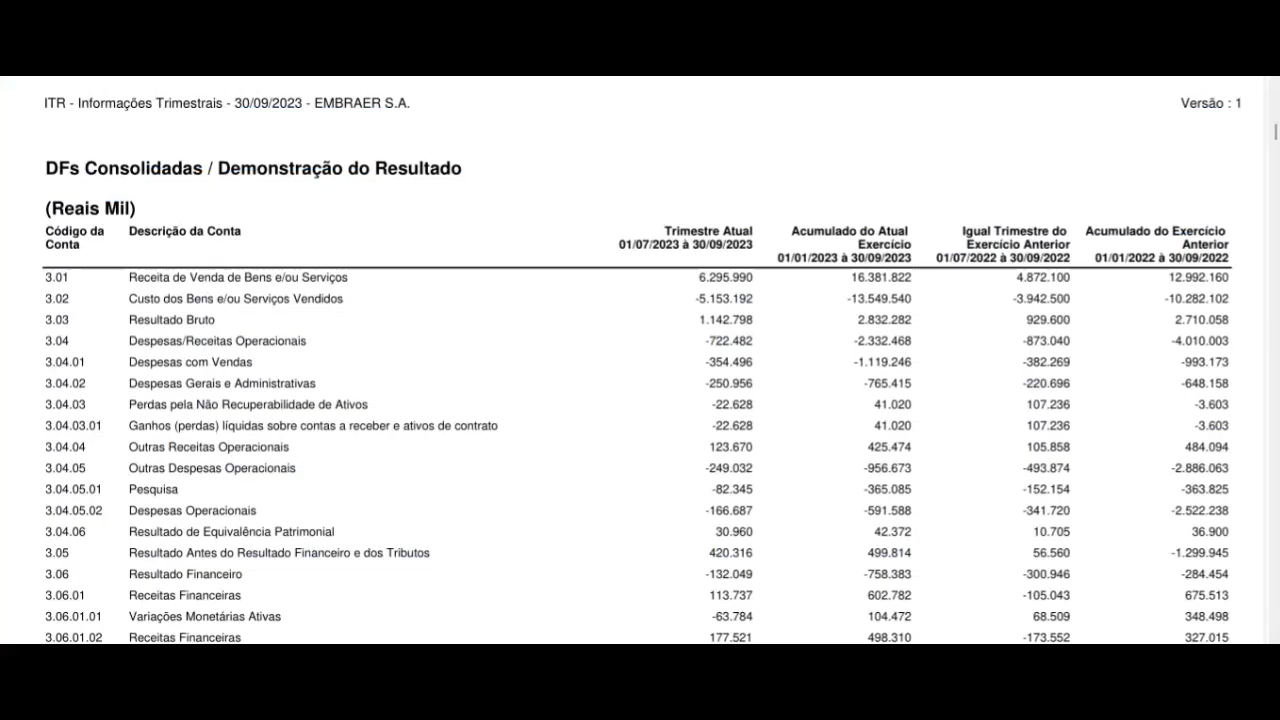 ITR - Informações Trimestrais - 30/09/2023 - EMBRAER S.A. Versão : 1
DFs Consolidadas / Demonstração do Resultado
(Reais Mil)
Código da Conta Descrição da Conta Trimestre Atual 01/07/2023 à 30/09/2023 Acumulado do Atual Exercício 01/01/2023 à 30/09/2023 Igual Trimestre do Exercício Anterior 01/07/2022 à 30/09/2022 Acumulado do Exercício Anterior 01/01/2022 à 30/09/2022
3.01 Receita de Venda de Bens e/ou Serviços 6.295.990 16.381.822 4.872.100 12.992.160
3.02 Custo dos Bens e/ou Serviços Vendidos -5.153.192 -13.549.540 -3.942.500 -10.282.102
3.03 Resultado Bruto 1.142.798 2.832.282 929.600 2.710.058
3.04 Despesas/Receitas Operacionais -722.482 -2.332.468 -873.040 -4.010.003
3.04.01 Despesas com Vendas -354.496 -1.119.246 -382.269 -993.173
3.04.02 Despesas Gerais e Administrativas -250.956 -765.415 -220.696 -648.158
3.04.03 Perdas pela Não Recuperabilidade de Ativos -22.628 41.020 107.236 -3.603
3.04.03.01 Ganhos (perdas) líquidas sobre contas a receber e ativos de contrato -22.628 41.020 107.236 -3.603
3.04.04 Outras Receitas Operacionais 123.670 425.474 105.858 484.094
3.04.05 Outras Despesas Operacionais -249.032 -956.673 -493.874 -2.886.063
3.04.05.01 Pesquisa -82.345 -365.085 -152.154 -363.825
3.04.05.02 Despesas Operacionais -166.687 -591.588 -341.720 -2.522.238
3.04.06 Resultado de Equivalência Patrimonial 30.960 42.372 10.705 36.900
3.05 Resultado Antes do Resultado Financeiro e dos Tributos 420.316 499.814 56.560 -1.299.945
3.06 Resultado Financeiro -132.049 -758.383 -300.946 -284.454
3.06.01 Receitas Financeiras 113.737 602.782 -105.043 675.513
3.06.01.01 Variações Monetárias Ativas -63.784 104.472 68.509 348.498
3.06.01.02 Receitas Financeiras 177.521 498.310 -173.552 327.015